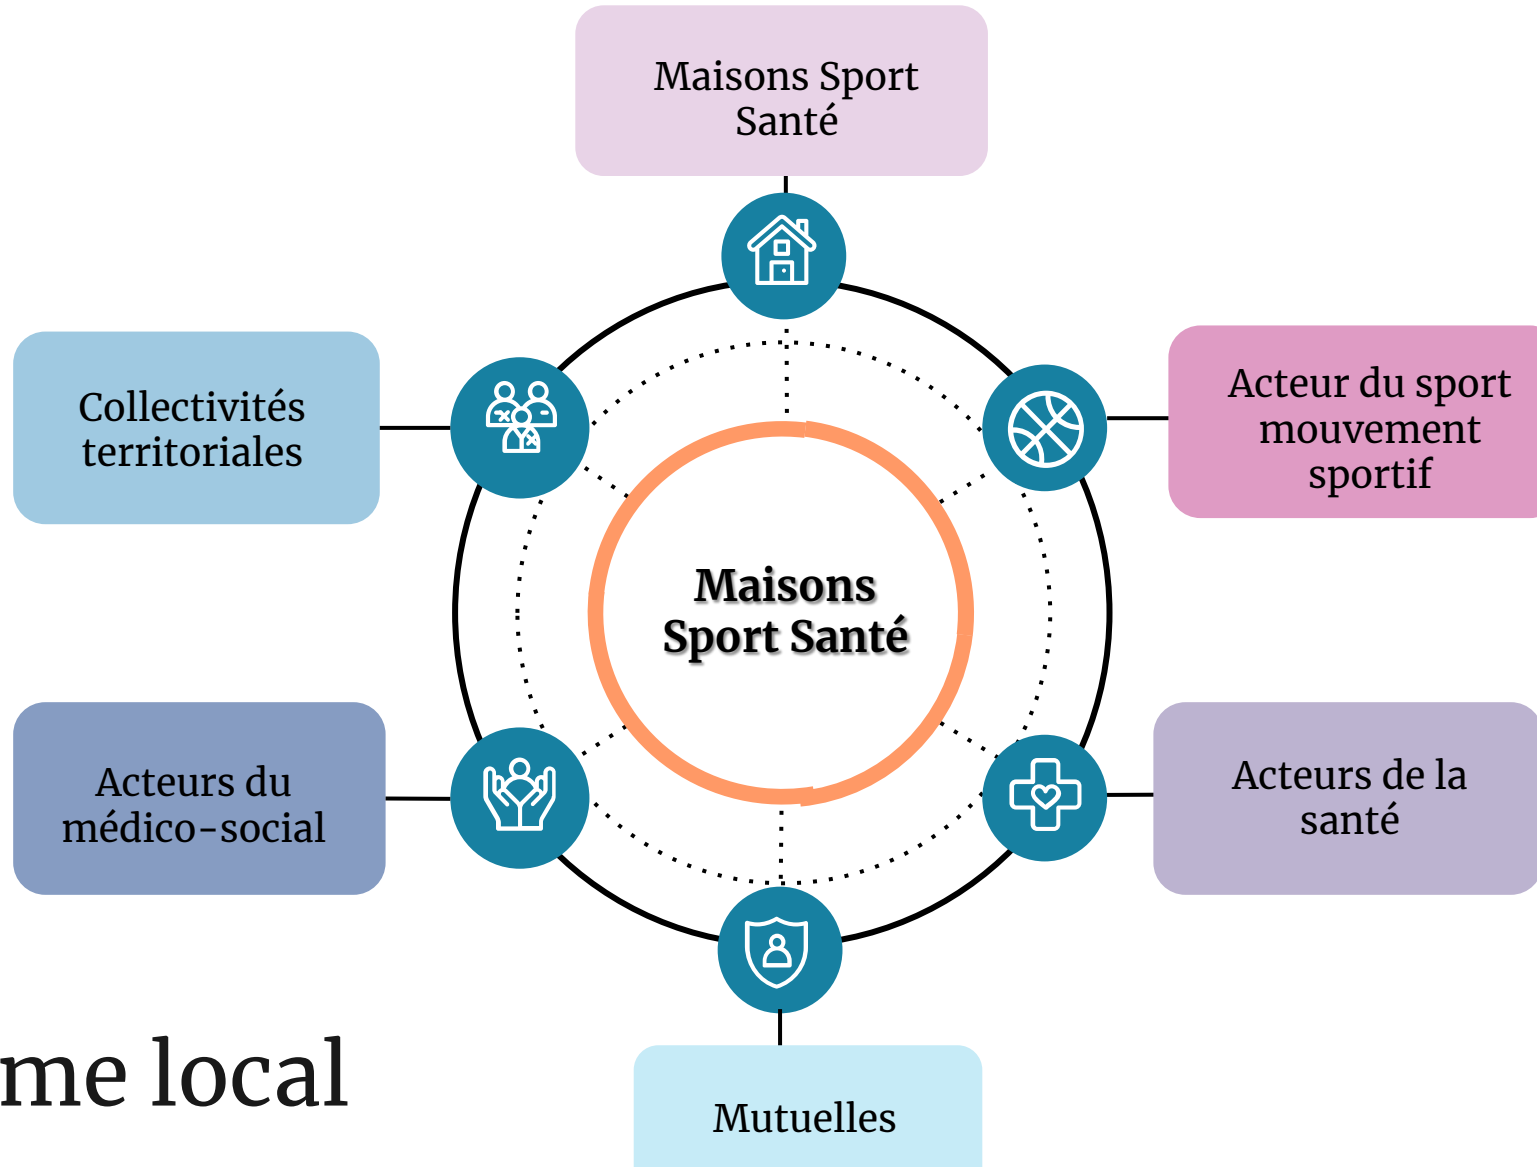 Maisons Sport
Santé
Collectivités
territoriales
Acteur du sport
mouvement
sportif
Maisons
Sport Santé
Acteurs du
médico-social
Acteurs de la
santé
me local
Mutuelles